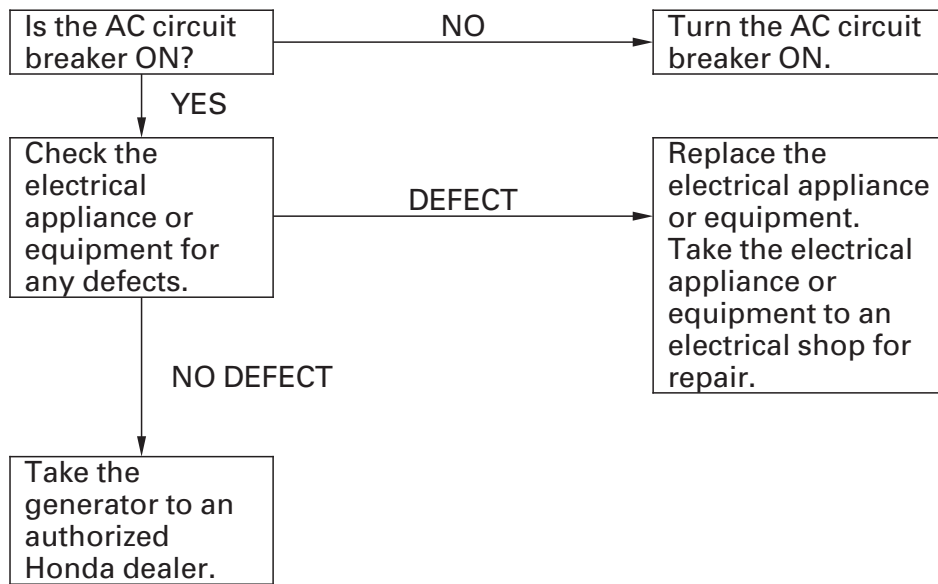 Is the AC circuit
breaker ON?
NO
Turn the AC circuit
breaker ON.
YES
Check the
electrical
appliance or
equipment for
any defects.
DEFECT
Replace the
electrical appliance
or equipment.
Take the electrical
appliance or
equipment to an
electrical shop for
repair.
NO DEFECT
Take the
generator to an
authorized
Honda dealer.